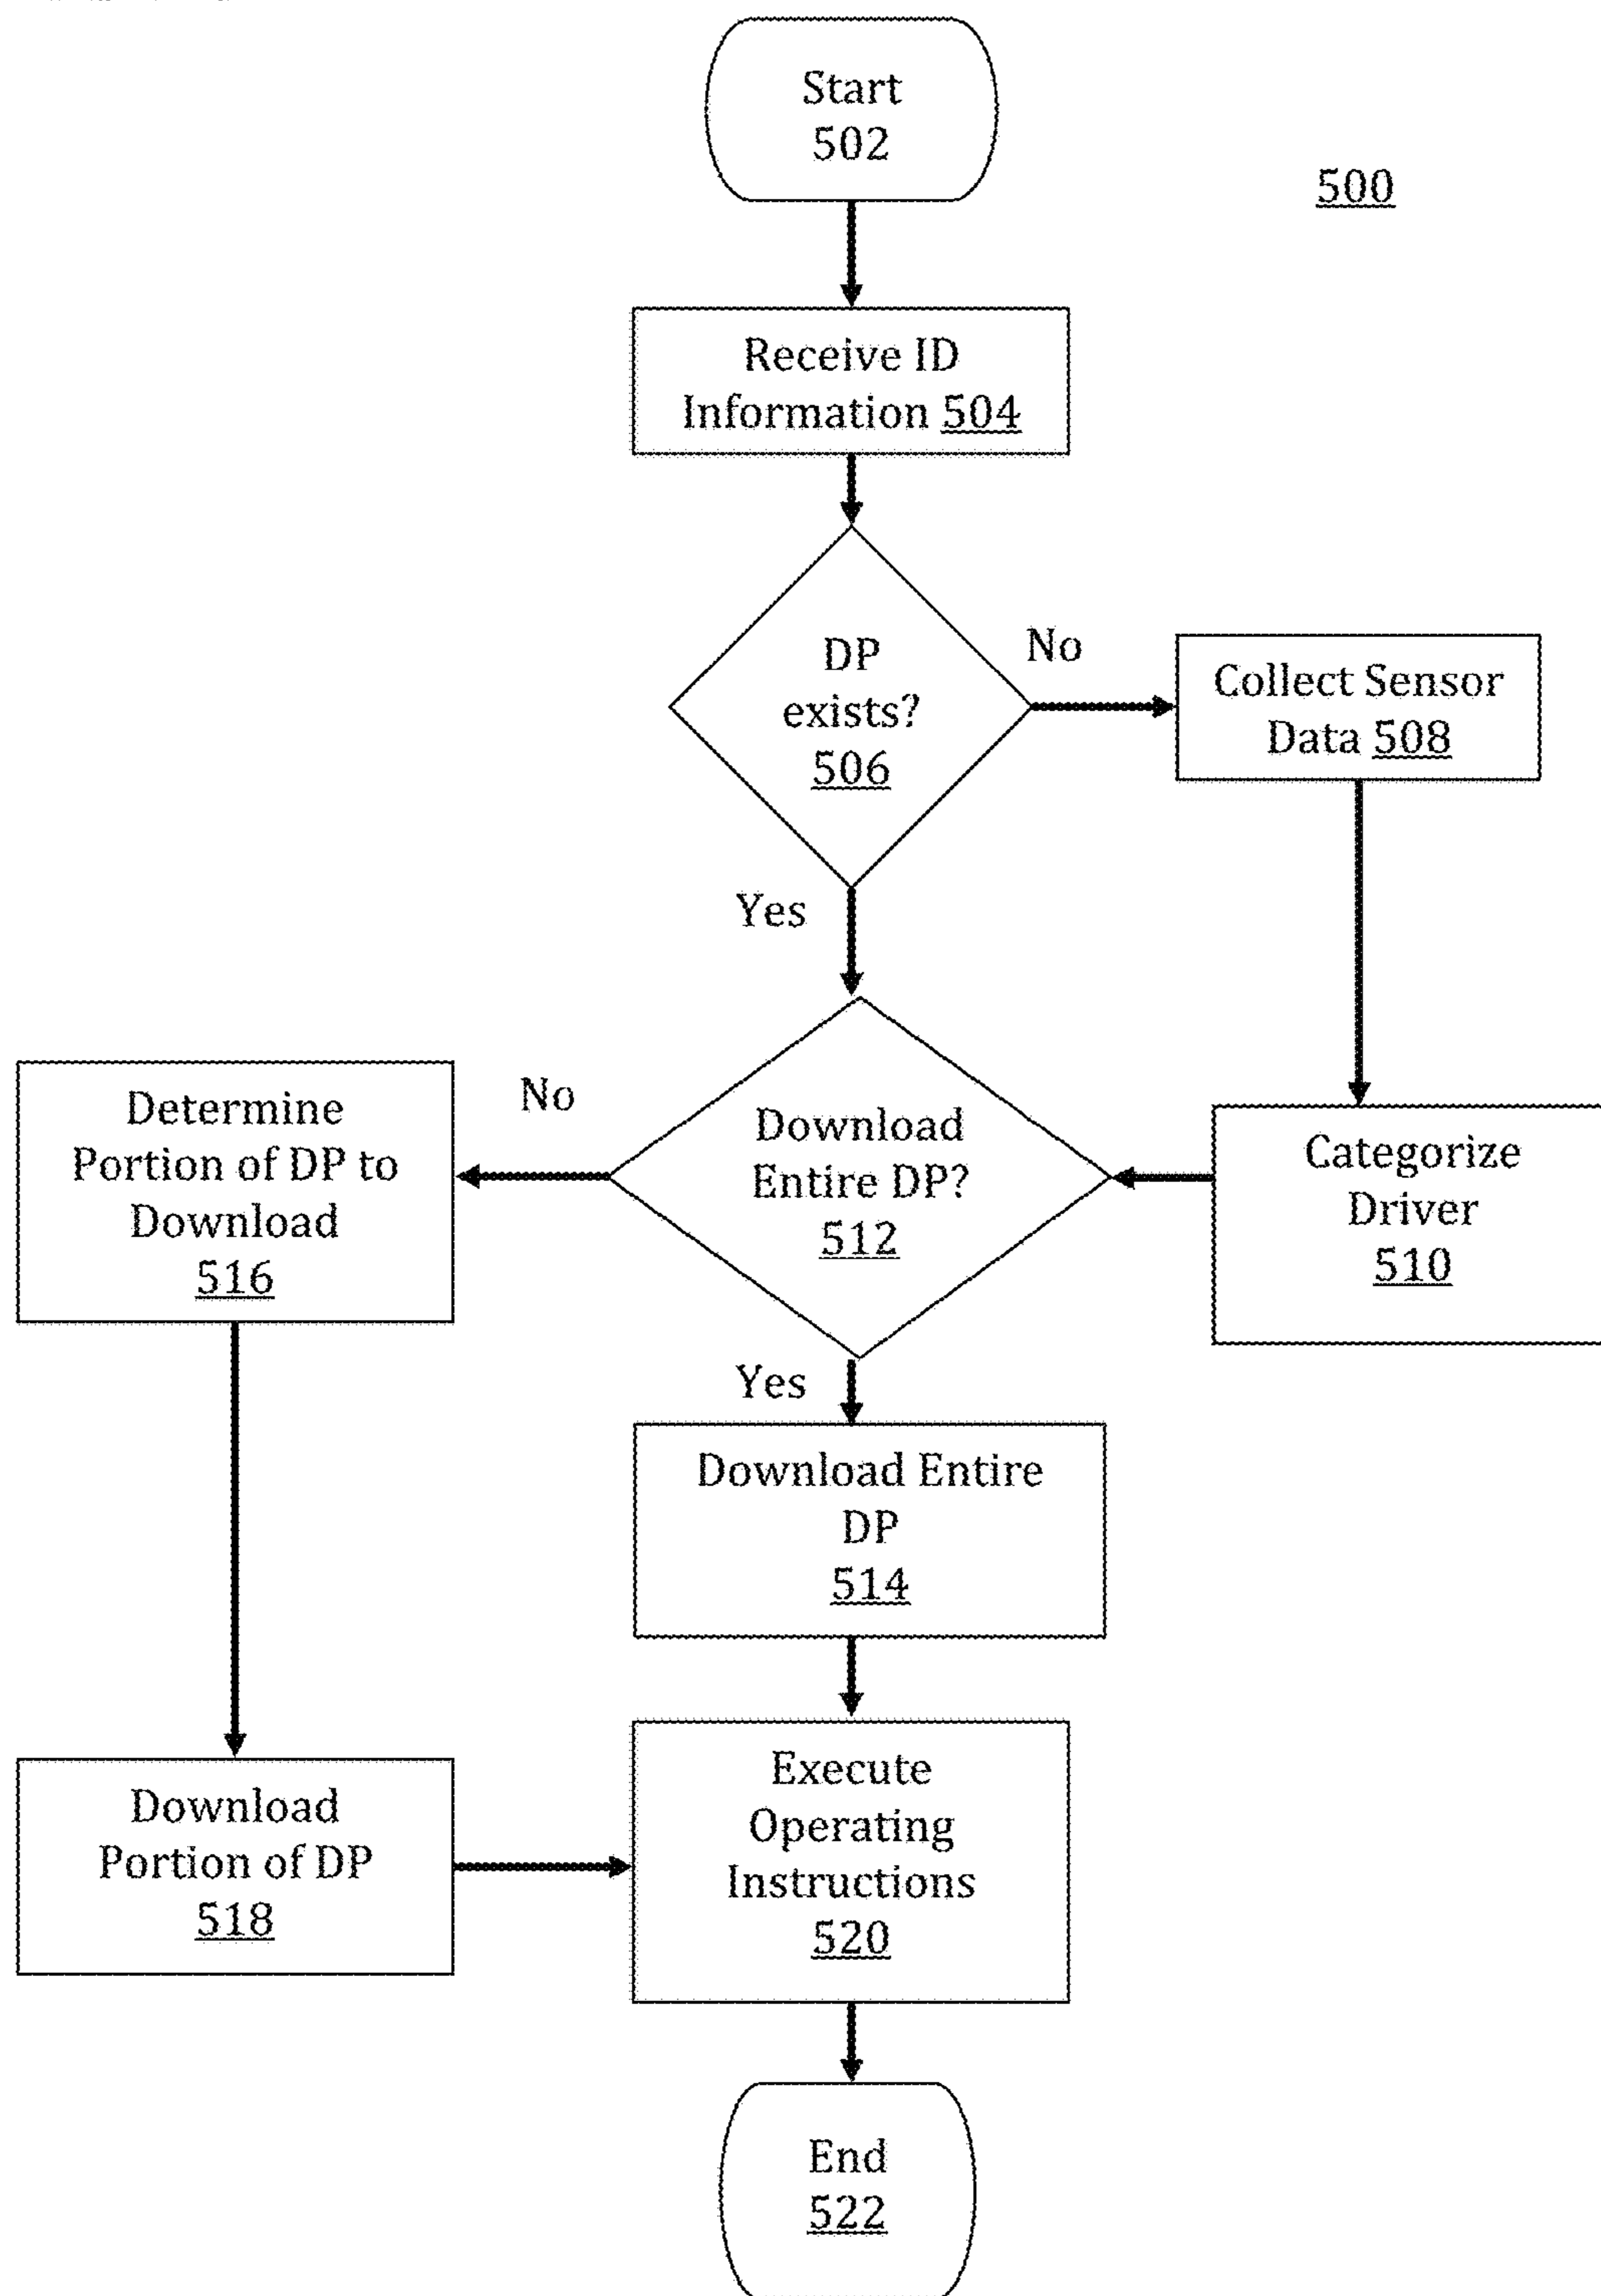 Start
502
500
Receive ID
Information 504
DP
exists?
506
No
Collect Sensor
Data 508
Yes
Determine
Portion of DP to
Download
516
No
Download
Entire DP?
512
Categorize
Driver
510
Yes
Download Entire
DP
514
Download
Portion of DP
518
Execute
Operating
Instructions
520
End
522